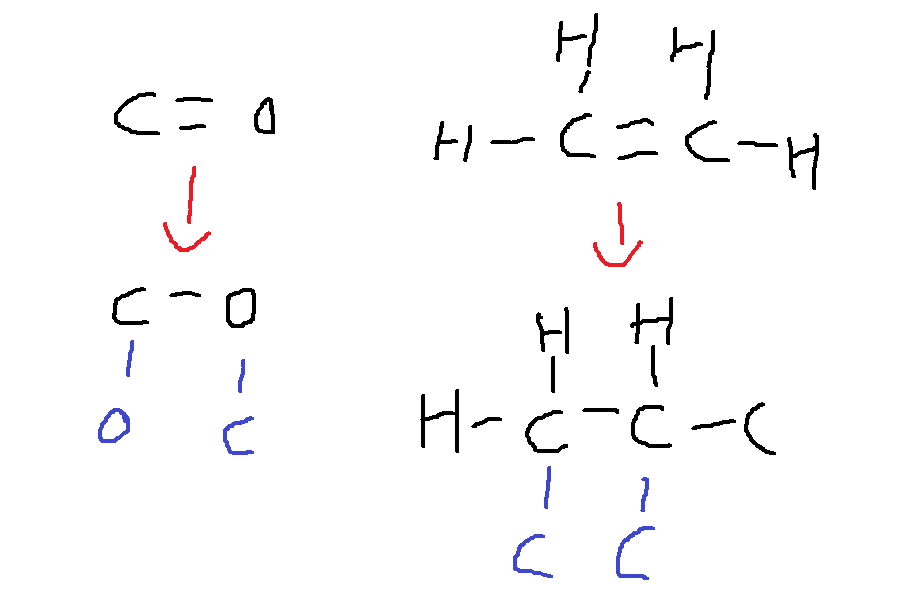 C = O
C - O
O C
H H
H - C = C - H
H H
H - C - C - C
C C